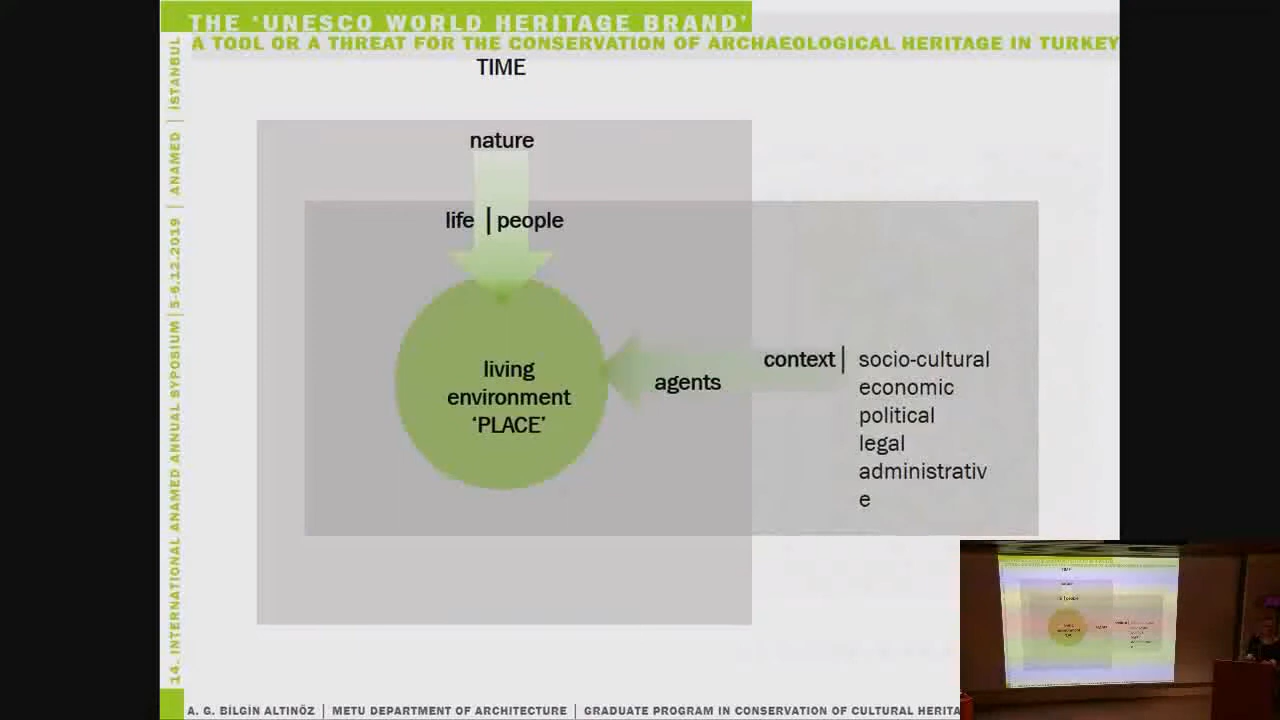 THE ‘UNESCO WORLD HERITAGE BRAND’
A TOOL OR A THREAT FOR THE CONSERVATION OF ARCHAEOLOGICAL HERITAGE IN TURKEY
TIME
nature
life | people
living
environment
‘PLACE’
agents
context |
socio-cultural
economic
political
legal
administrativ
e
14. INTERNATIONAL ANAMED ANNUAL SYPOSIUM | 5-6.12.2019 | ANAMED | İSTANBUL
A. G. BİLGİN ALTINÖZ | METU DEPARTMENT OF ARCHITECTURE | GRADUATE PROGRAM IN CONSERVATION OF CULTURAL HERITA